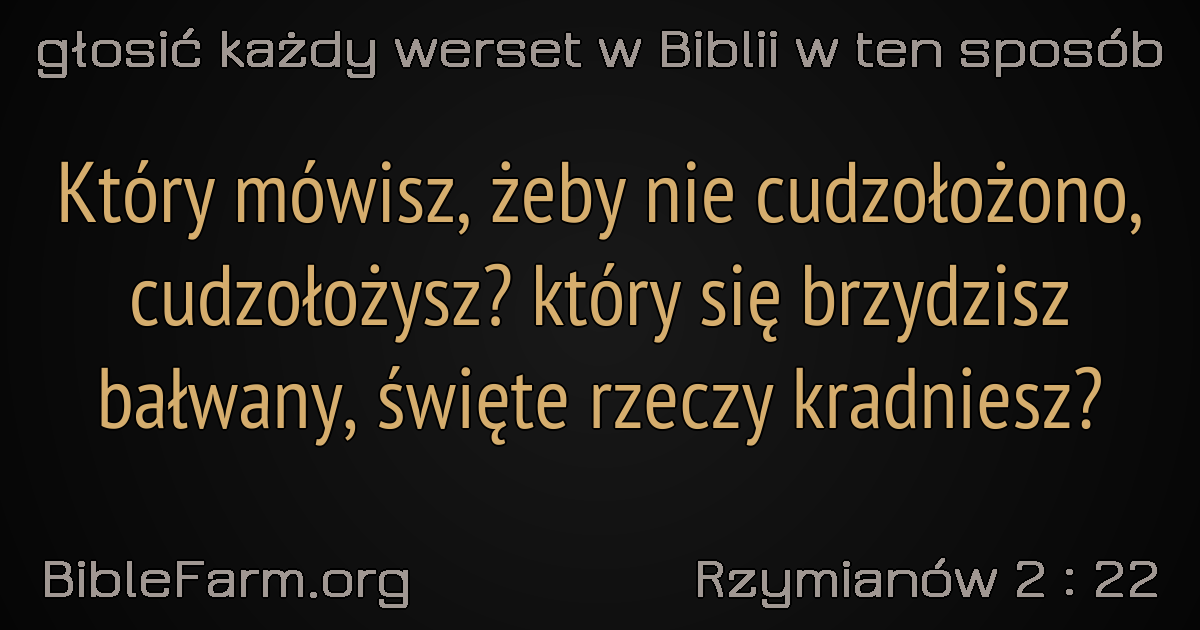 głosić każdy werset w Biblii w ten sposób
Który mówisz, żeby nie cudzołożono,
cudzołożysz? który się brzydzisz
bałwany, święte rzeczy kradniesz?
BibleFarm.org
Rzymianów 2 : 22